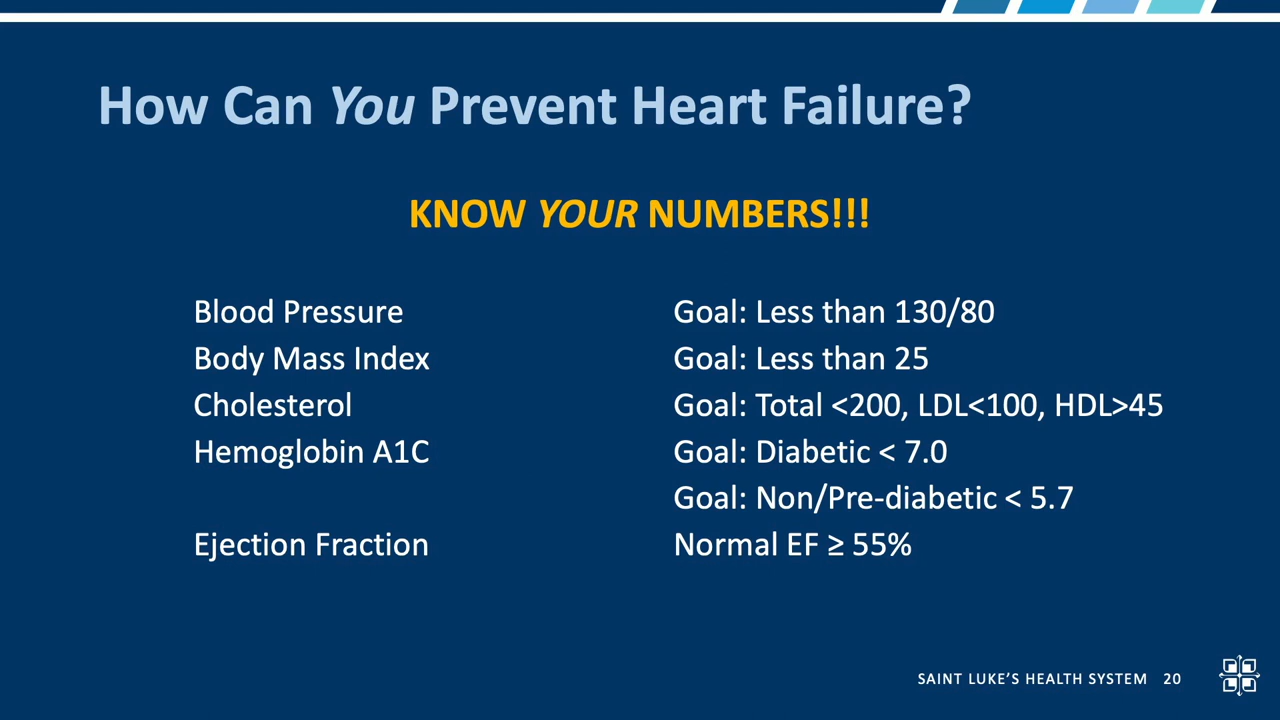 How Can You Prevent Heart Failure?
KNOW YOUR NUMBERS!!!
Blood Pressure Goal: Less than 130/80
Body Mass Index Goal: Less than 25
Cholesterol Goal: Total <200, LDL<100, HDL>45
Hemoglobin A1C Goal: Diabetic < 7.0
Goal: Non/Pre-diabetic < 5.7
Ejection Fraction Normal EF ≥ 55%
SAINT LUKE’S HEALTH SYSTEM 20